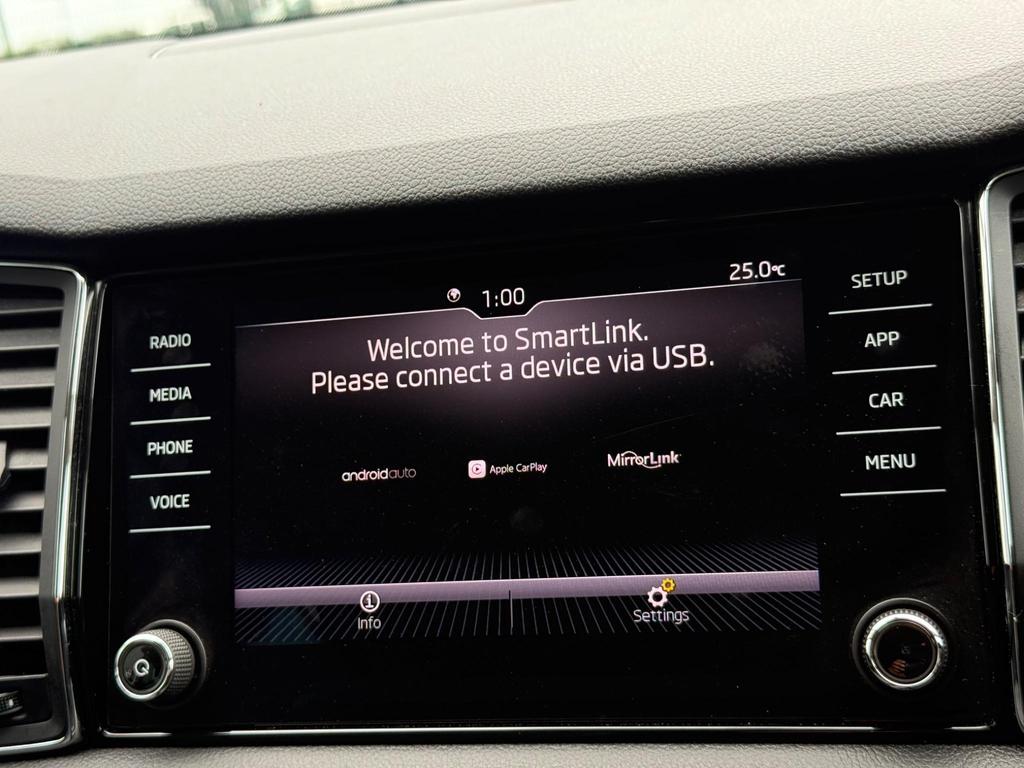 1:00
25.0°C
Welcome to SmartLink.
Please connect a device via USB.
androidauto
Apple CarPlay
MirrorLink
Info
Settings
RADIO
MEDIA
PHONE
VOICE
SETUP
APP
CAR
MENU